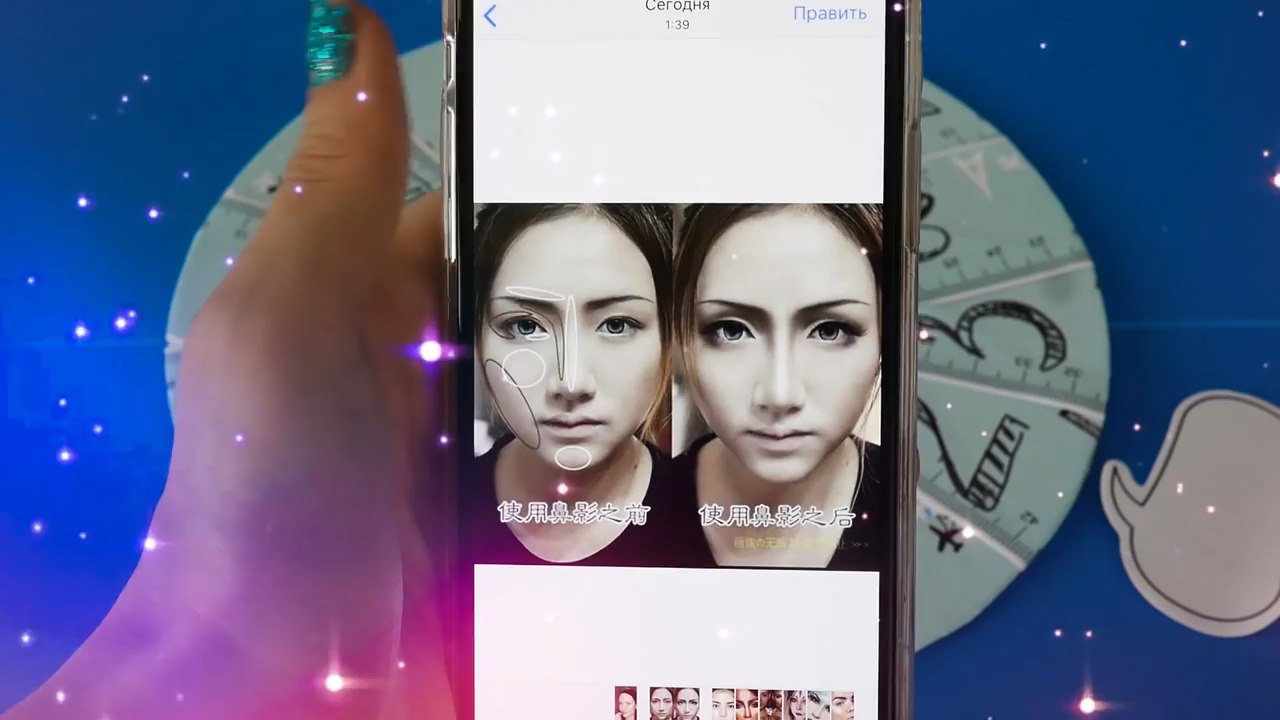 Сегодня
1:39
Править
使用鼻影之前
使用鼻影之后